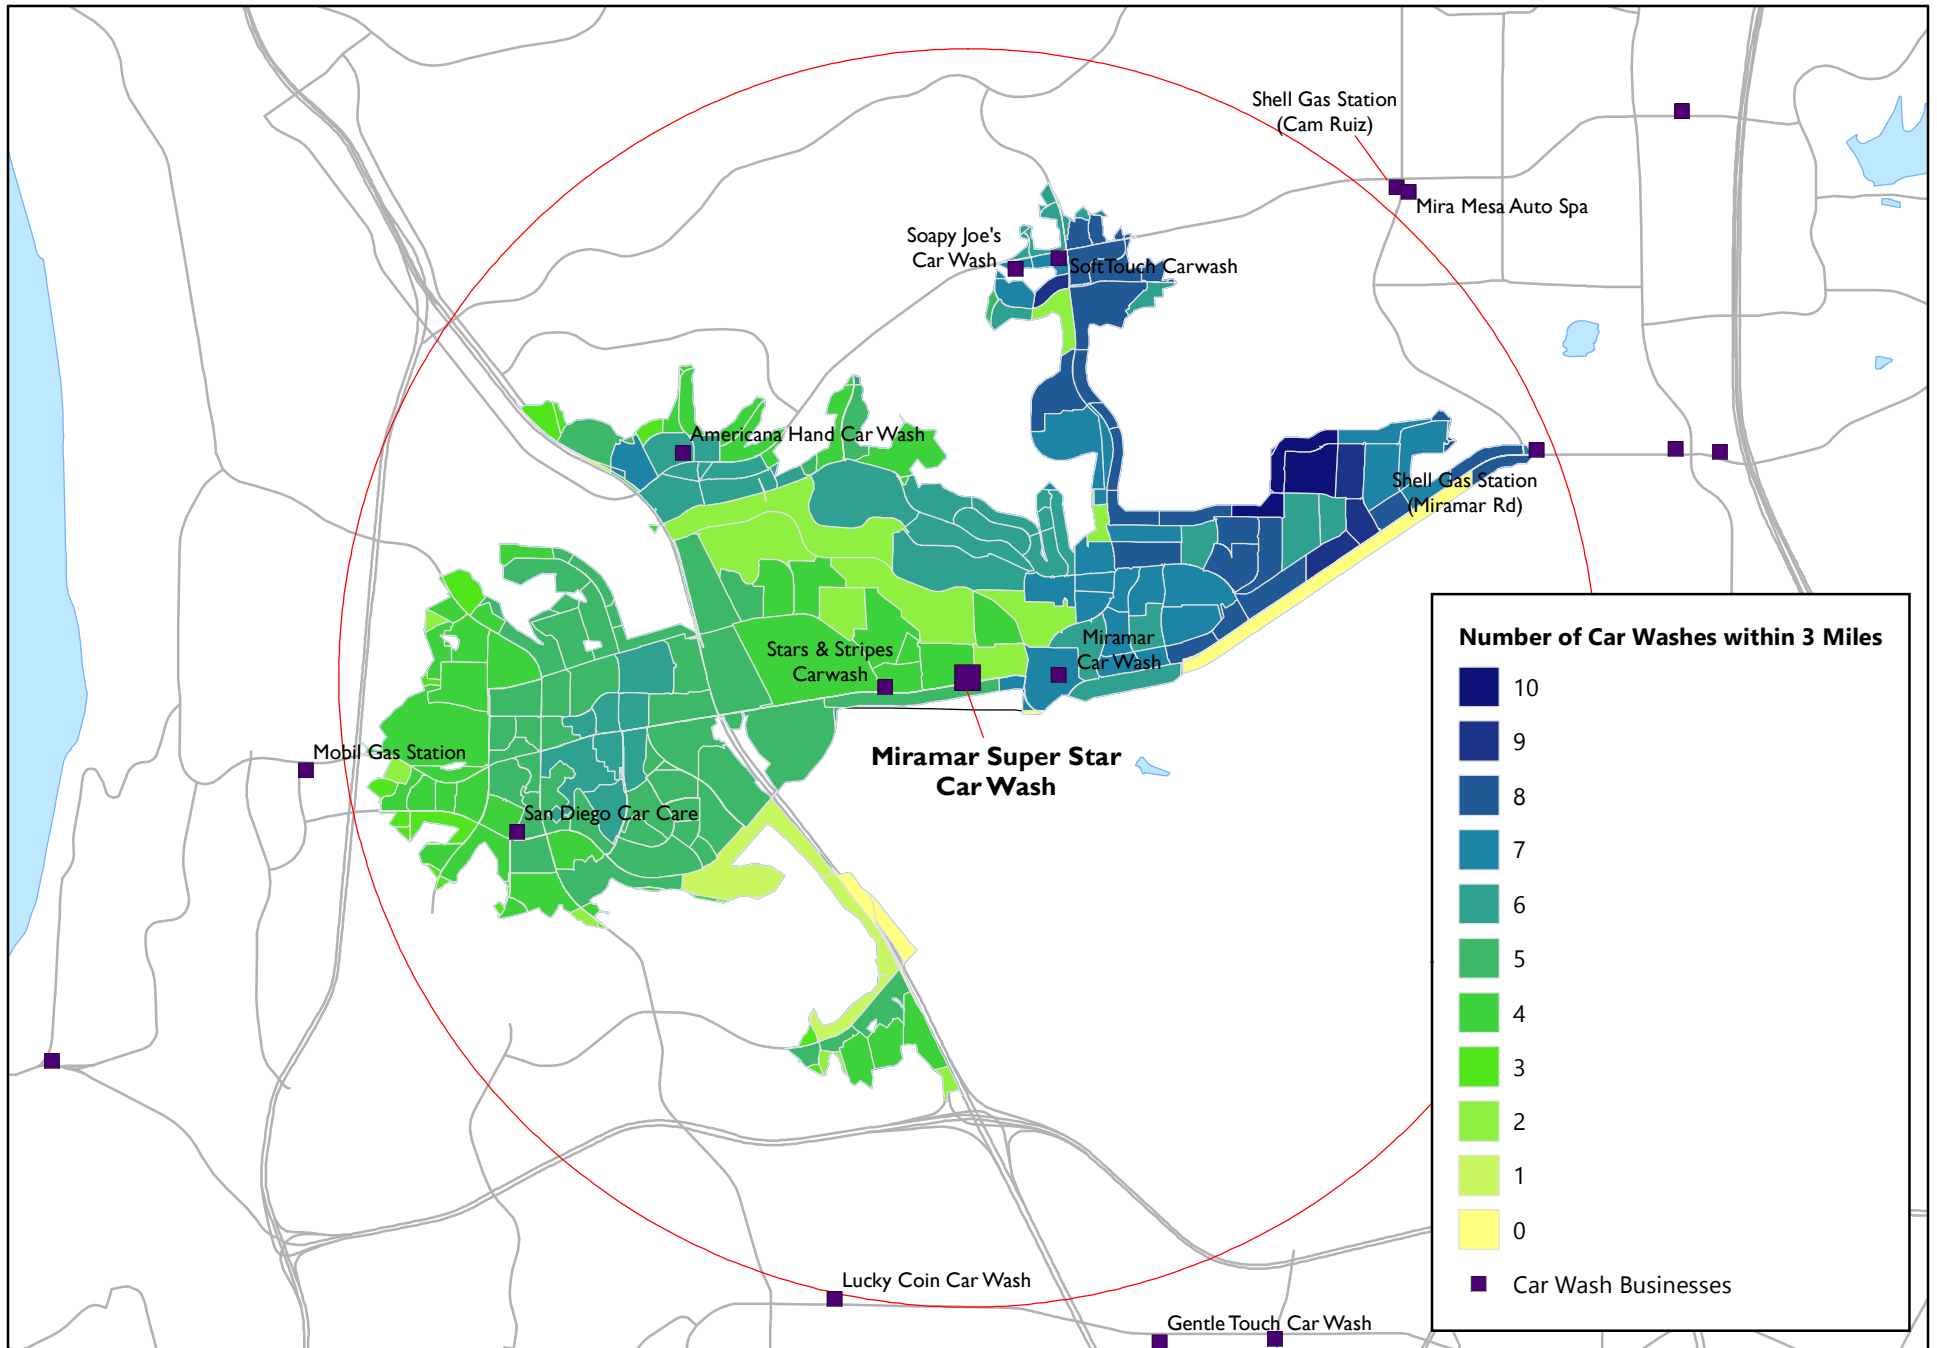 Shell Gas Station
(Cam Ruiz)
Mira Mesa Auto Spa
Soapy Joe's
Car Wash
SoftTouch Carwash
Americana Hand Car Wash
Shell Gas Station
(Miramar Rd)
Stars & Stripes
Carwash
Miramar
Car Wash
Mobil Gas Station
Miramar Super Star
Car Wash
San Diego Car Care
Lucky Coin Car Wash
Gentle Touch Car Wash
Number of Car Washes within 3 Miles
10
9
8
7
6
5
4
3
2
1
0
Car Wash Businesses